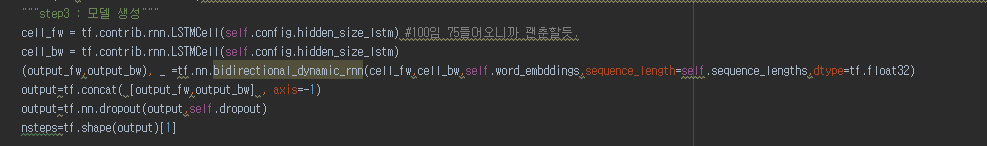 """step3 : 모델 생성"""
cell_fw = tf.contrib.rnn.LSTMCell(self.config.hidden_size_lstm) #100임 75들어오니까 괜춘할듯.
cell_bw = tf.contrib.rnn.LSTMCell(self.config.hidden_size_lstm)
(output_fw,output_bw), _ =tf.nn.bidirectional_dynamic_rnn(cell_fw,cell_bw,self.word_embddings,sequence_length=self.sequence_lengths,dtype=tf.float32)
output=tf.concat( [output_fw,output_bw] , axis=-1)
output=tf.nn.dropout(output,self.dropout)
nsteps=tf.shape(output)[1]